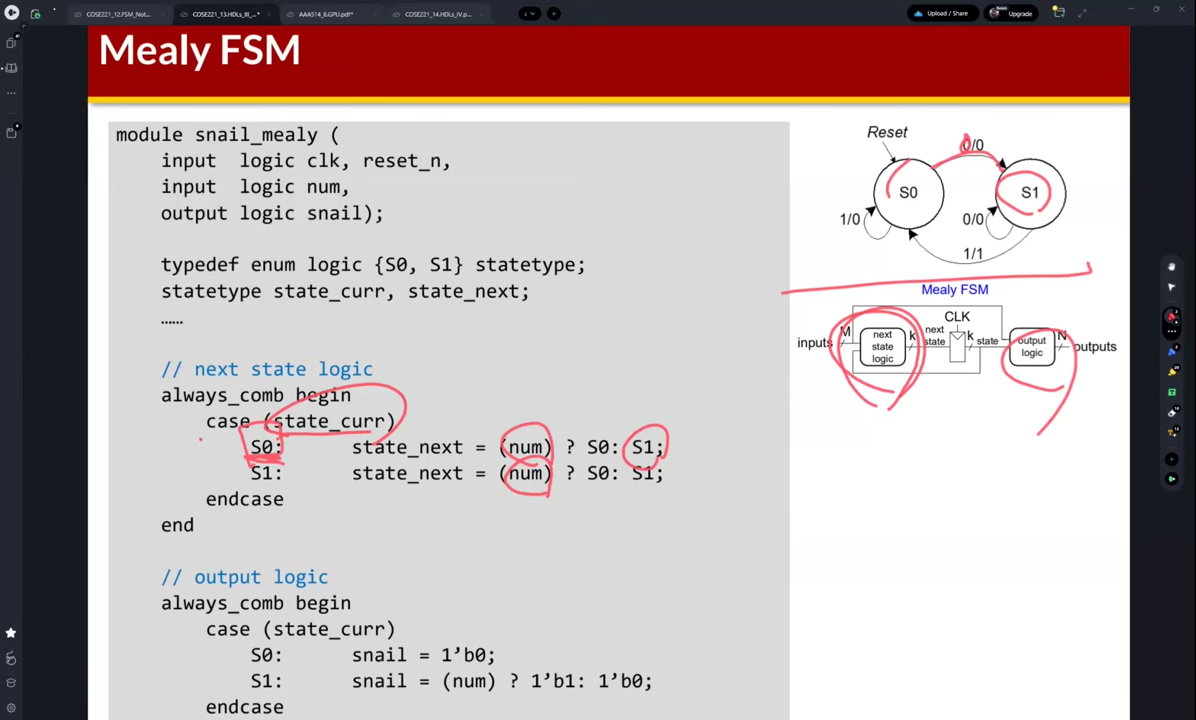 COSE221_12.FSM_Not...
COSE221_13.HDLs_III_...*
AAA514_8.GPU.pdf*
COSE221_14.HDLs_IV.p...
Upload / Share
Upgrade
Mealy FSM
module snail_mealy (
input logic clk, reset_n,
input logic num,
output logic snail);
typedef enum logic {S0, S1} statetype;
statetype state_curr, state_next;
……
// next state logic
always_comb begin
case (state_curr)
S0: state_next = (num) ? S0: S1;
S1: state_next = (num) ? S0: S1;
endcase
end
// output logic
always_comb begin
case (state_curr)
S0: snail = 1’b0;
S1: snail = (num) ? 1’b1: 1’b0;
endcase
Reset
0/0
S0
S1
1/0
0/0
1/1
Mealy FSM
CLK
M
next
k
k
N
inputs
next
state
logic
state
state
output
logic
outputs